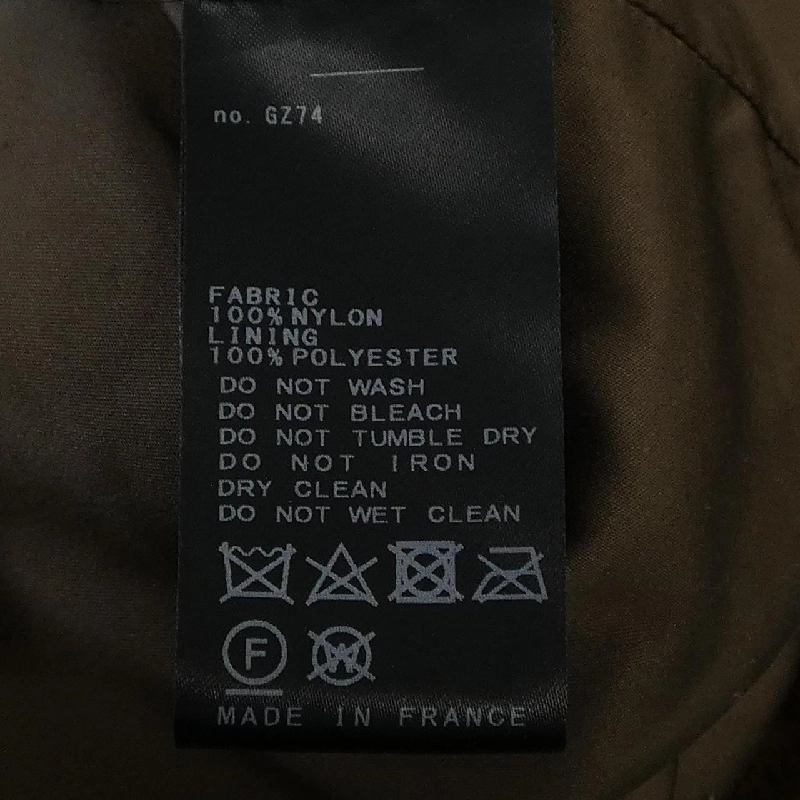 no. GZ74
FABRIC
100% NYLON
LINING
100% POLYESTER
DO NOT WASH
DO NOT BLEACH
DO NOT TUMBLE DRY
DO NOT IRON
DRY CLEAN
DO NOT WET CLEAN
F W
MADE IN FRANCE